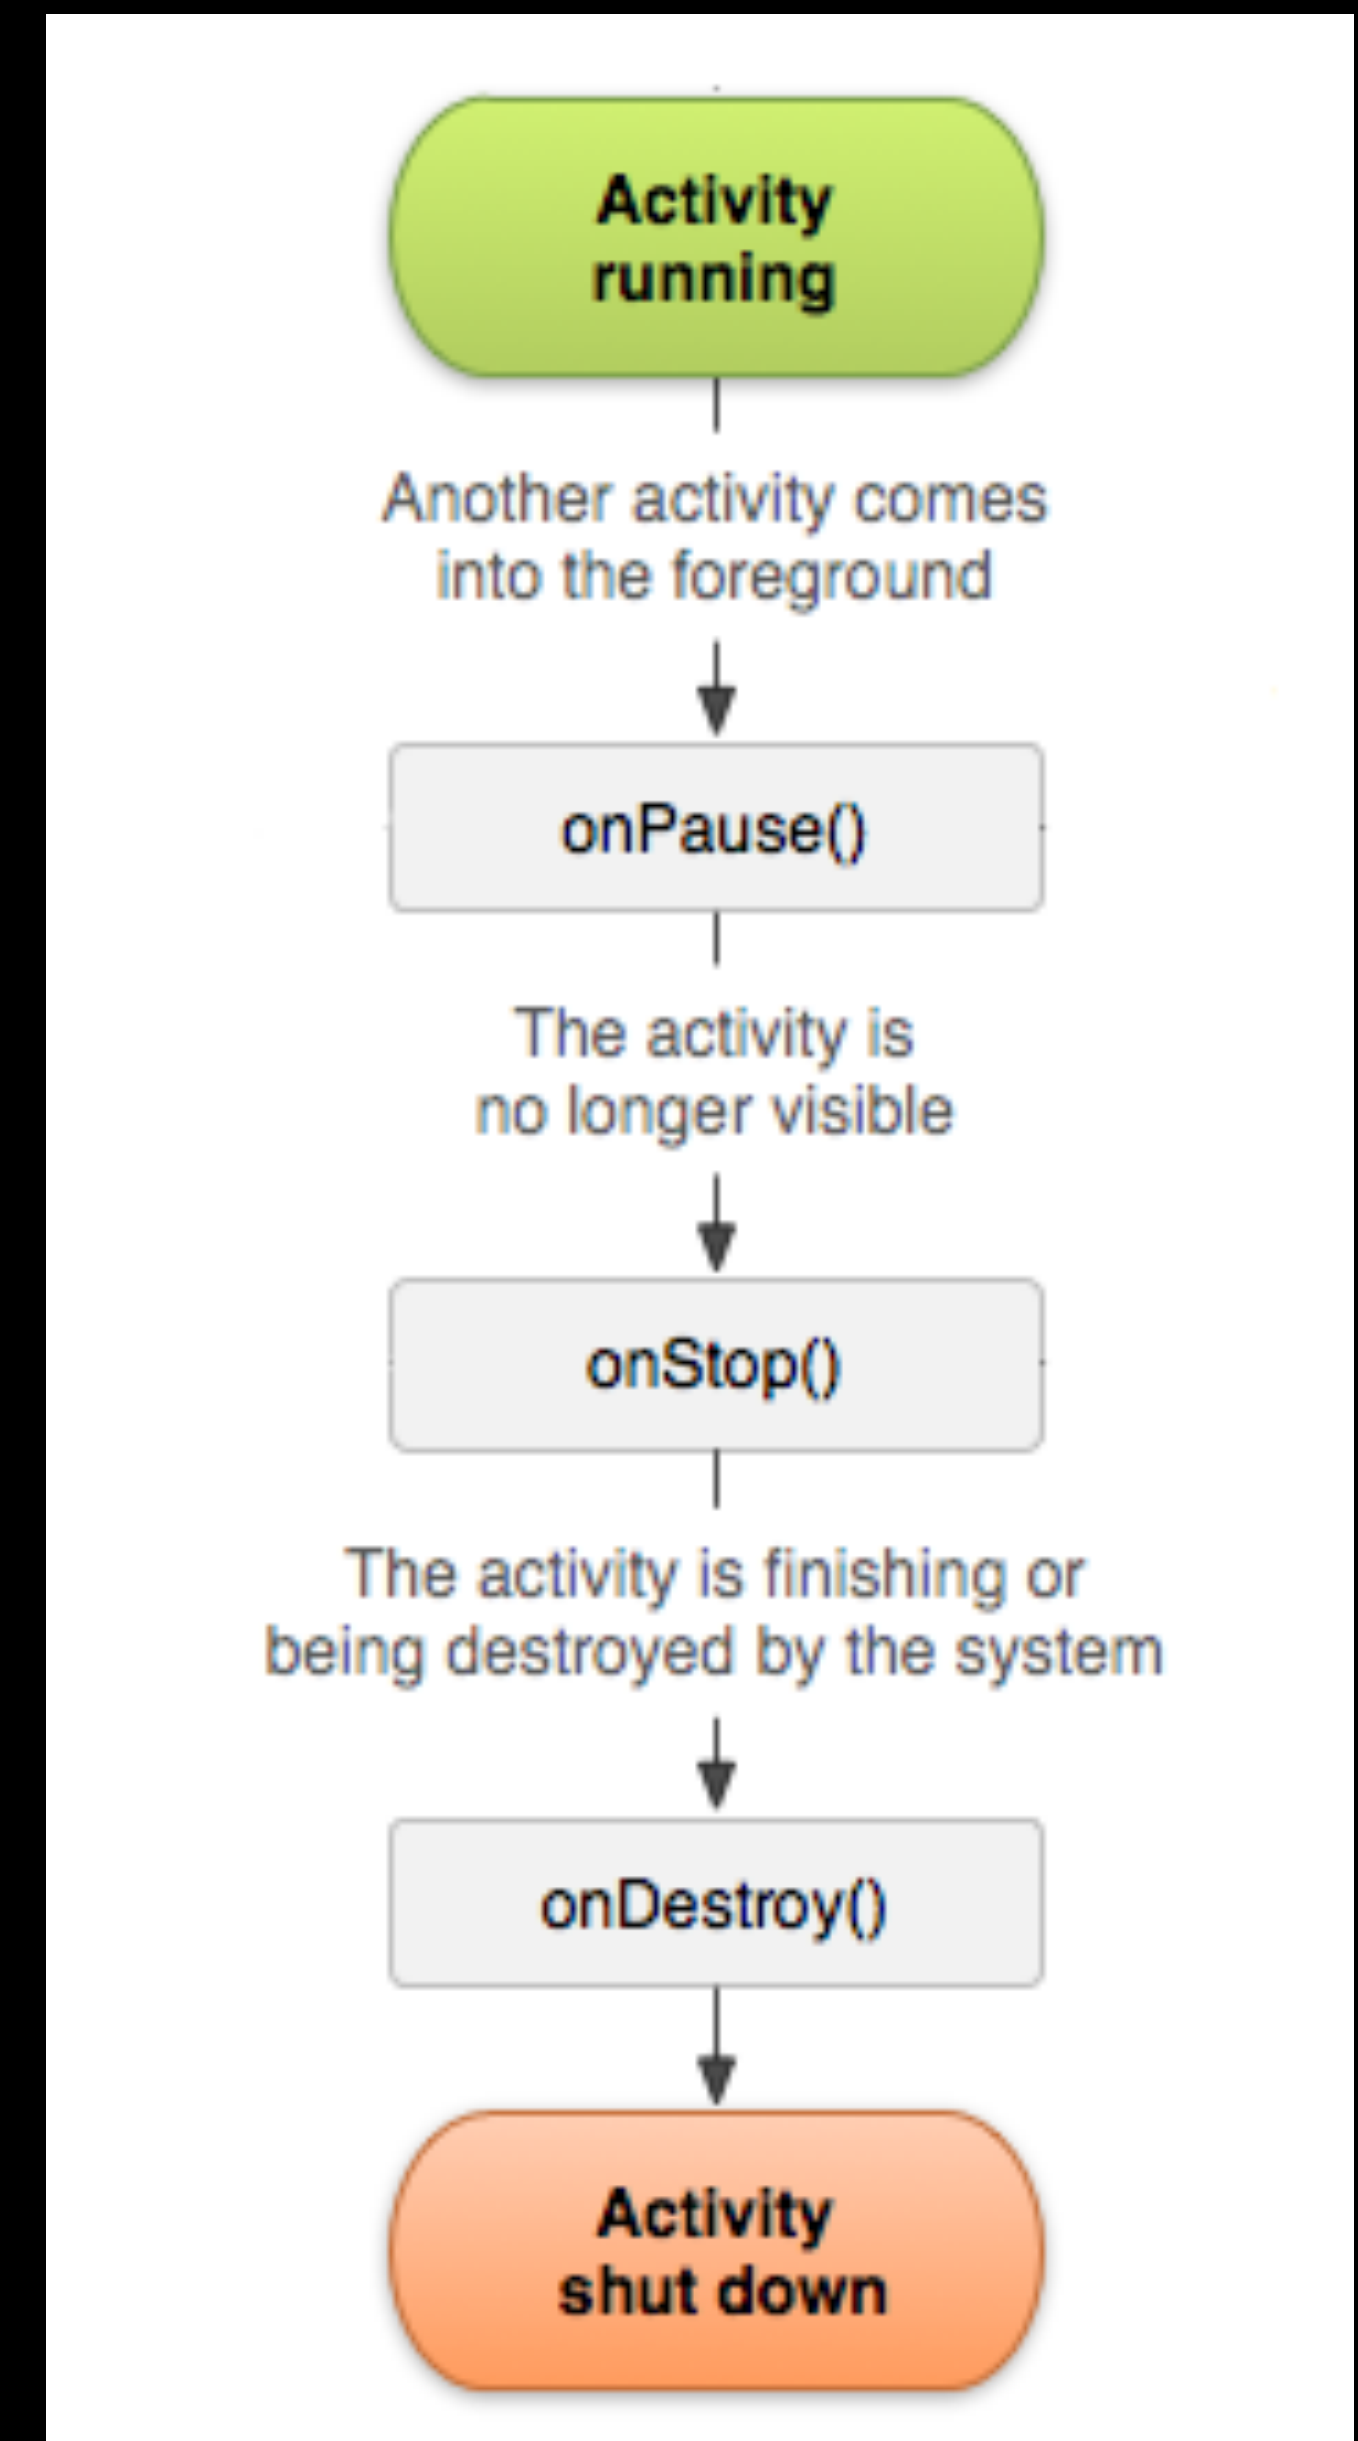 Activity
running
Another activity comes
into the foreground
onPause()
The activity is
no longer visible
onStop()
The activity is finishing or
being destroyed by the system
onDestroy()
Activity
shut down